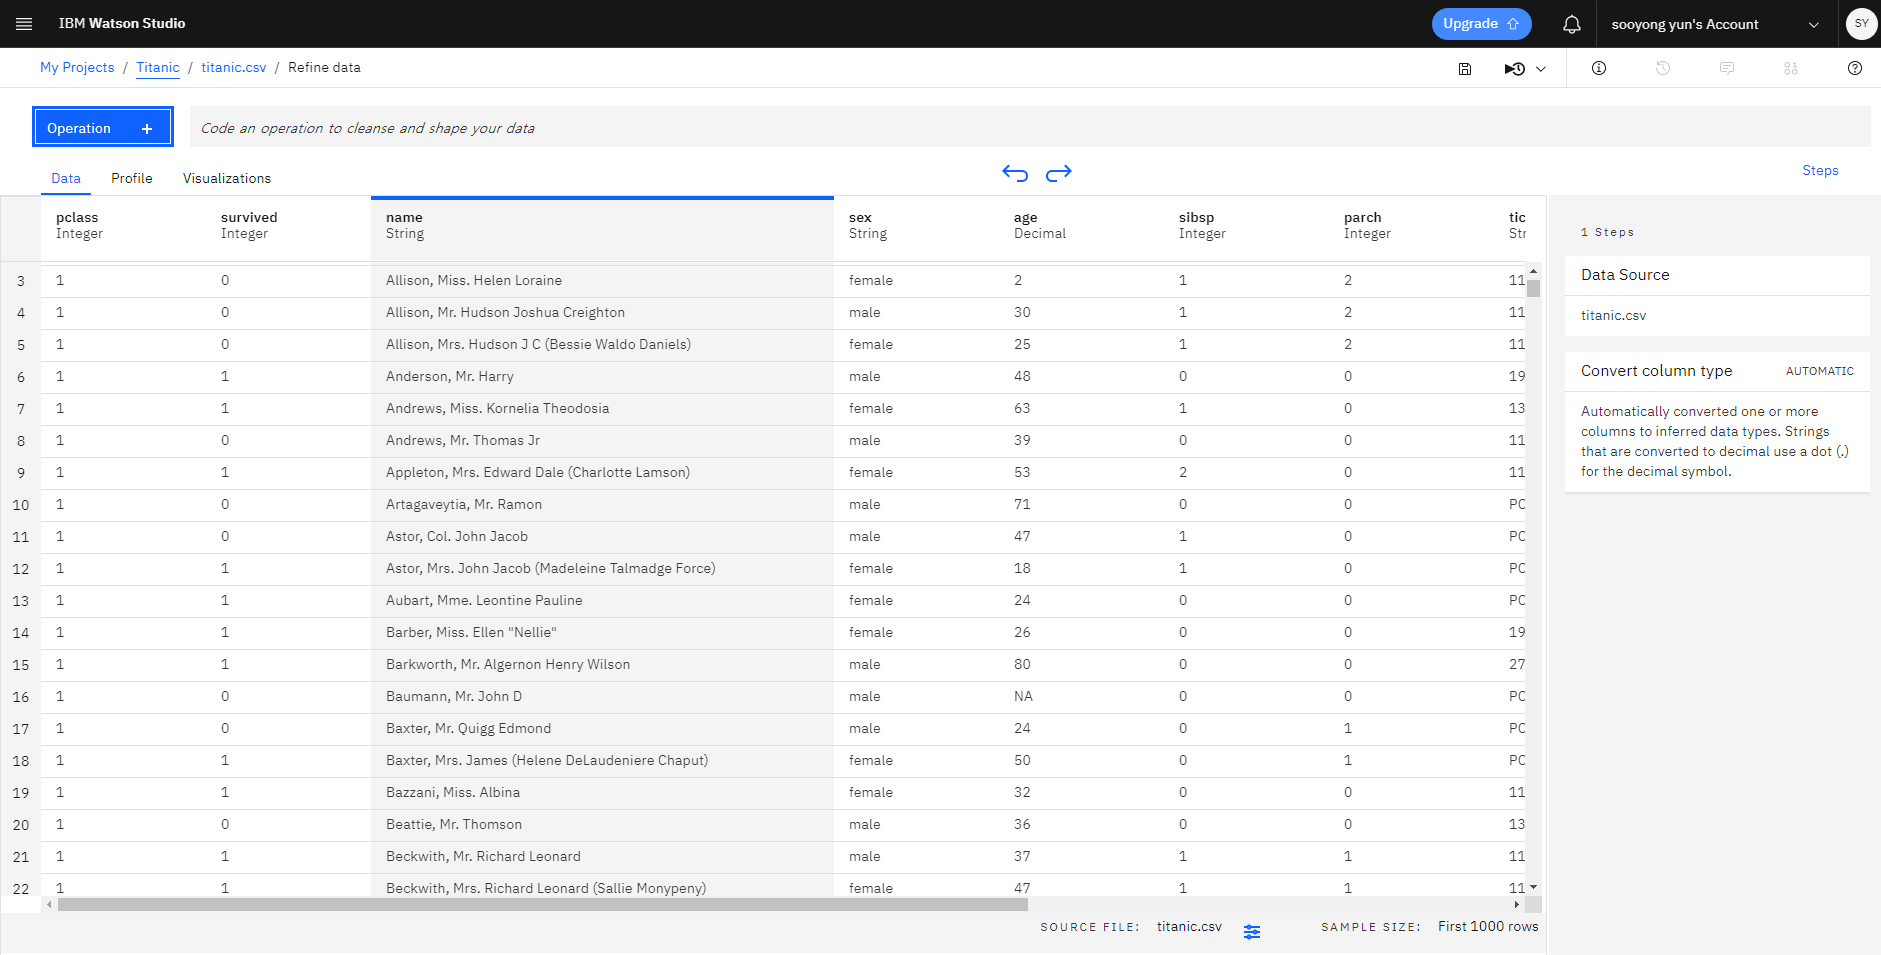 IBM Watson Studio
Upgrade
sooyong yun's Account
SY
My Projects / Titanic / titanic.csv / Refine data
Operation +
Code an operation to cleanse and shape your data
Data Profile Visualizations
Steps
pclass survived name sex age sibsp parch tic
Integer Integer String String Decimal Integer Integer Str
3 1 0 Allison, Miss. Helen Loraine female 2 1 2 11
4 1 0 Allison, Mr. Hudson Joshua Creighton male 30 1 2 11
5 1 0 Allison, Mrs. Hudson J C (Bessie Waldo Daniels) female 25 1 2 11
6 1 1 Anderson, Mr. Harry male 48 0 0 19
7 1 1 Andrews, Miss. Kornelia Theodosia female 63 1 0 13
8 1 0 Andrews, Mr. Thomas Jr male 39 0 0 11
9 1 1 Appleton, Mrs. Edward Dale (Charlotte Lamson) female 53 2 0 11
10 1 0 Artagaveytia, Mr. Ramon male 71 0 0 PC
11 1 0 Astor, Col. John Jacob male 47 1 0 PC
12 1 1 Astor, Mrs. John Jacob (Madeleine Talmadge Force) female 18 1 0 PC
13 1 1 Aubart, Mme. Leontine Pauline female 24 0 0 PC
14 1 1 Barber, Miss. Ellen "Nellie" female 26 0 0 19
15 1 1 Barkworth, Mr. Algernon Henry Wilson male 80 0 0 27
16 1 0 Baumann, Mr. John D male NA 0 0 PC
17 1 0 Baxter, Mr. Quigg Edmond male 24 0 1 PC
18 1 1 Baxter, Mrs. James (Helene DeLaudeniere Chaput) female 50 0 1 PC
19 1 1 Bazzani, Miss. Albina female 32 0 0 11
20 1 0 Beattie, Mr. Thomson male 36 0 0 13
21 1 1 Beckwith, Mr. Richard Leonard male 37 1 1 11
22 1 1 Beckwith, Mrs. Richard Leonard (Sallie Monypeny) female 47 1 1 11
SOURCE FILE: titanic.csv SAMPLE SIZE: First 1000 rows
1 Steps
Data Source
titanic.csv
Convert column type AUTOMATIC
Automatically converted one or more
columns to inferred data types. Strings
that are converted to decimal use a dot (.)
for the decimal symbol.